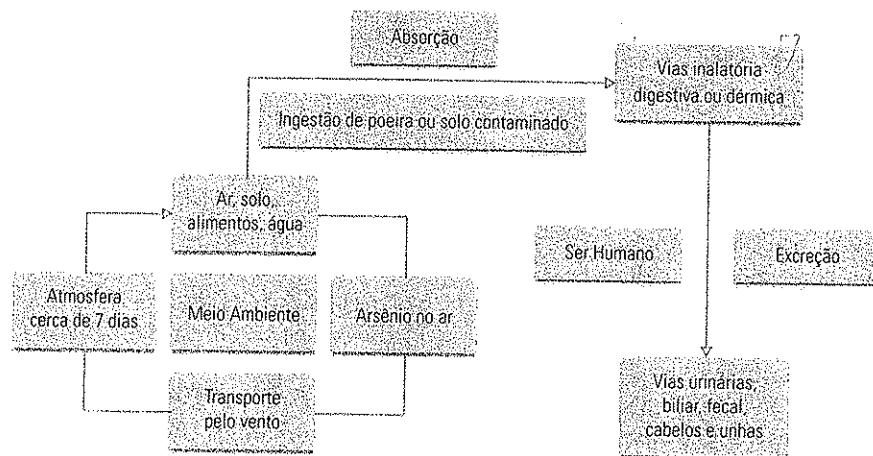 Absorção
Vias inalatória
digestiva ou dérmica
Ingestão de poeira ou solo contaminado
Ar, solo,
alimentos, água
Ser Humano
Excreção
Atmosfera
cerca de 7 dias
Meio Ambiente
Arsênio no ar
Transporte
pelo vento
Vias urinárias,
biliar, fecal,
cabelos e unhas